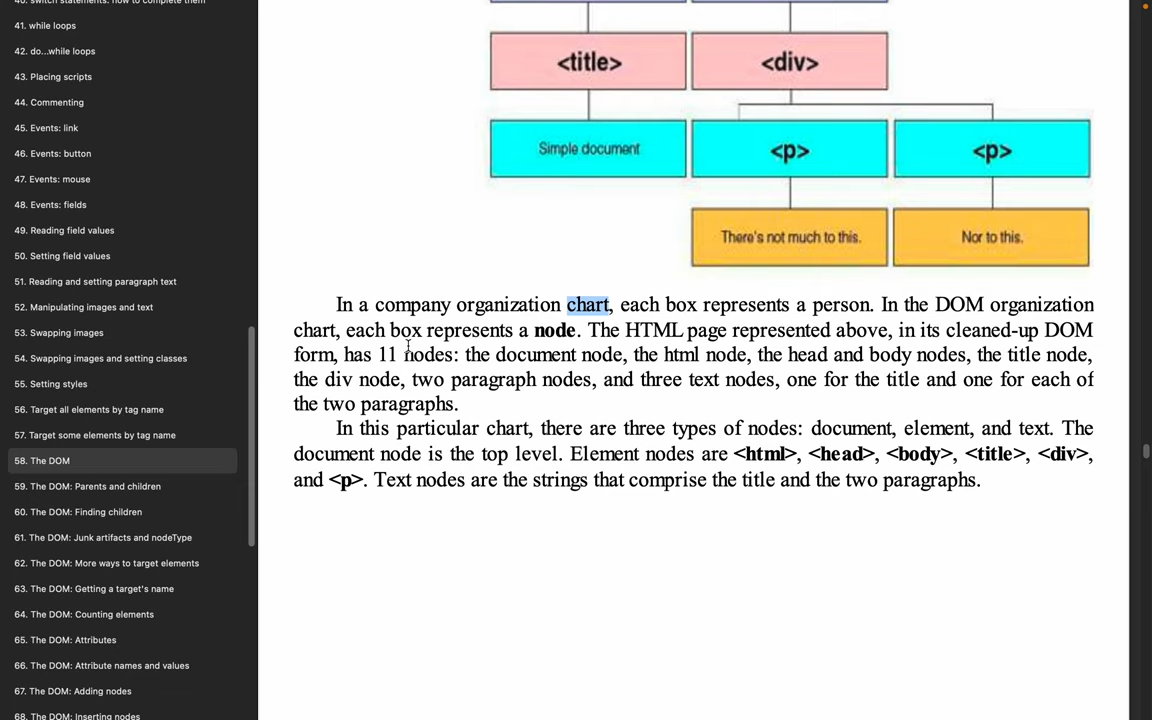 40. switch statements: how to complete them
41. while loops
42. do...while loops
43. Placing scripts
44. Commenting
45. Events: link
46. Events: button
47. Events: mouse
48. Events: fields
49. Reading field values
50. Setting field values
51. Reading and setting paragraph text
52. Manipulating images and text
53. Swapping images
54. Swapping images and setting classes
55. Setting styles
56. Target all elements by tag name
57. Target some elements by tag name
58. The DOM
59. The DOM: Parents and children
60. The DOM: Finding children
61. The DOM: Junk artifacts and nodeType
62. The DOM: More ways to target elements
63. The DOM: Getting a target's name
64. The DOM: Counting elements
65. The DOM: Attributes
66. The DOM: Attribute names and values
67. The DOM: Adding nodes
68. The DOM: Inserting nodes
<title> <div>
Simple document <p> <p>
There's not much to this. Nor to this.
In a company organization chart, each box represents a person. In the DOM organization
chart, each box represents a node. The HTML page represented above, in its cleaned-up DOM
form, has 11 nodes: the document node, the html node, the head and body nodes, the title node,
the div node, two paragraph nodes, and three text nodes, one for the title and one for each of
the two paragraphs.
In this particular chart, there are three types of nodes: document, element, and text. The
document node is the top level. Element nodes are <html>, <head>, <body>, <title>, <div>,
and <p>. Text nodes are the strings that comprise the title and the two paragraphs.